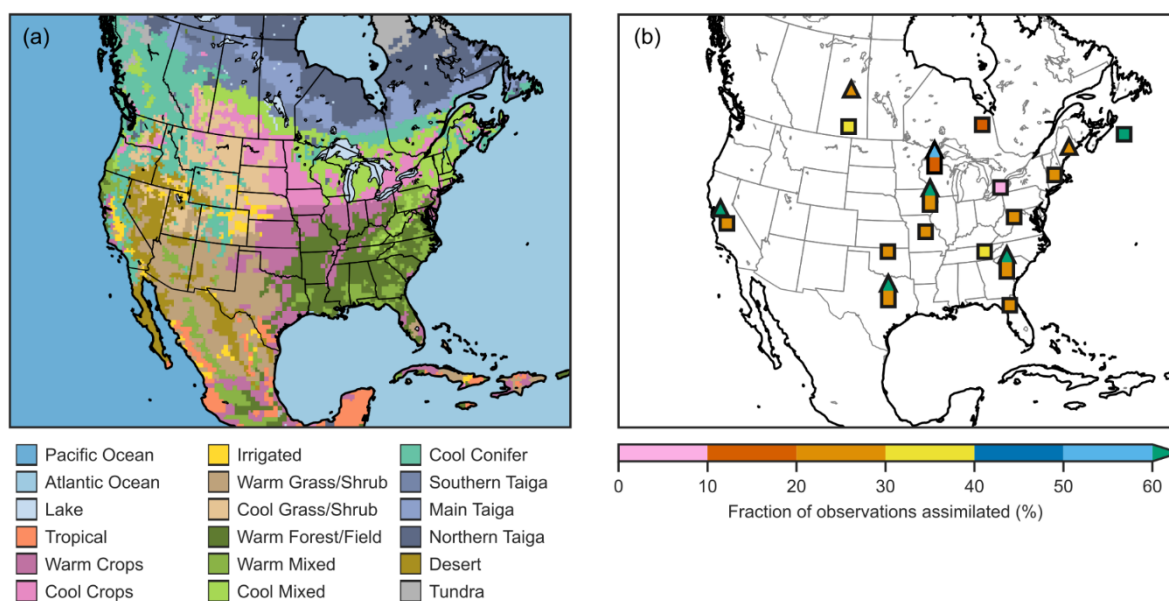 (a)
(b)
Pacific Ocean
Atlantic Ocean
Lake
Tropical
Warm Crops
Cool Crops
Irrigated
Warm Grass/Shrub
Cool Grass/Shrub
Warm Forest/Field
Warm Mixed
Cool Mixed
Cool Conifer
Southern Taiga
Main Taiga
Northern Taiga
Desert
Tundra
0 10 20 30 40 50 60
Fraction of observations assimilated (%)